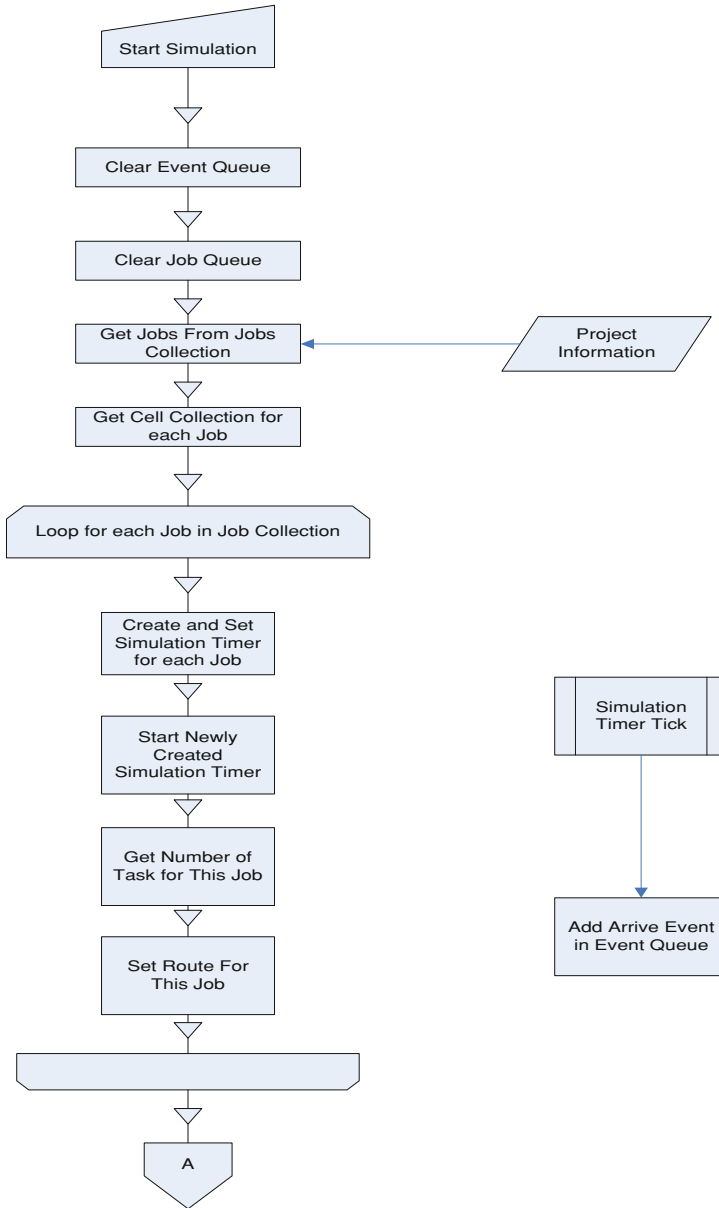 Start Simulation
Clear Event Queue
Clear Job Queue
Get Jobs From Jobs
Collection
Project
Information
Get Cell Collection for
each Job
Loop for each Job in Job Collection
Create and Set
Simulation Timer
for each Job
Start Newly
Created
Simulation Timer
Get Number of
Task for This Job
Set Route For
This Job
A
Simulation
Timer Tick
Add Arrive Event
in Event Queue